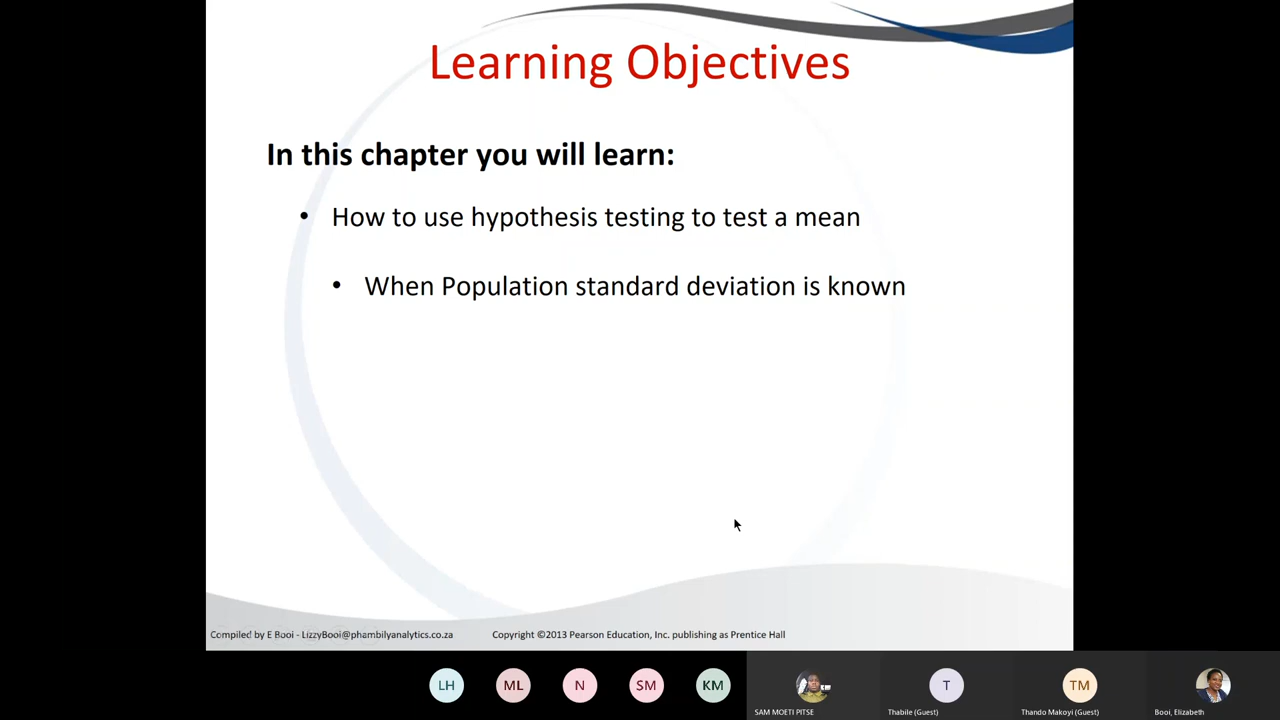 Learning Objectives
In this chapter you will learn:
• How to use hypothesis testing to test a mean
• When Population standard deviation is known
Compiled by E Booi - LizzyBooi@phambilyanalytics.co.za Copyright ©2013 Pearson Education, Inc. publishing as Prentice Hall
LH ML N SM KM T TM
SAM MOETI PITSE Thabile (Guest) Thando Makoyi (Guest) Booi, Elizabeth